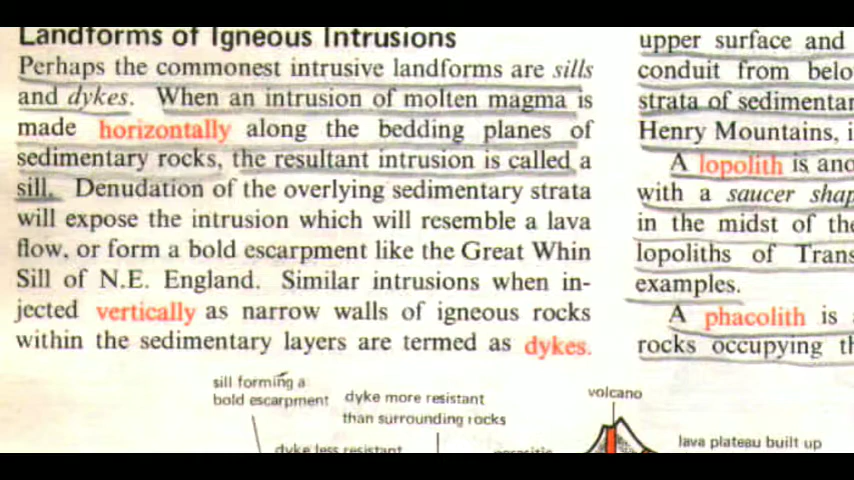 Landforms of Igneous Intrusions
Perhaps the commonest intrusive landforms are sills
and dykes. When an intrusion of molten magma is
made horizontally along the bedding planes of
sedimentary rocks, the resultant intrusion is called a
sill. Denudation of the overlying sedimentary strata
will expose the intrusion which will resemble a lava
flow, or form a bold escarpment like the Great Whin
Sill of N.E. England. Similar intrusions when in-
jected vertically as narrow walls of igneous rocks
within the sedimentary layers are termed as dykes.
upper surface and
conduit from belo
strata of sedimentar
Henry Mountains, i
A lopolith is ano
with a saucer shap
in the midst of the
lopoliths of Trans
examples.
A phacolith is
rocks occupying th
sill forming a
bold escarpment
dyke more resistant
than surrounding rocks
dyke less resistant
volcano
parasitic
lava plateau built up